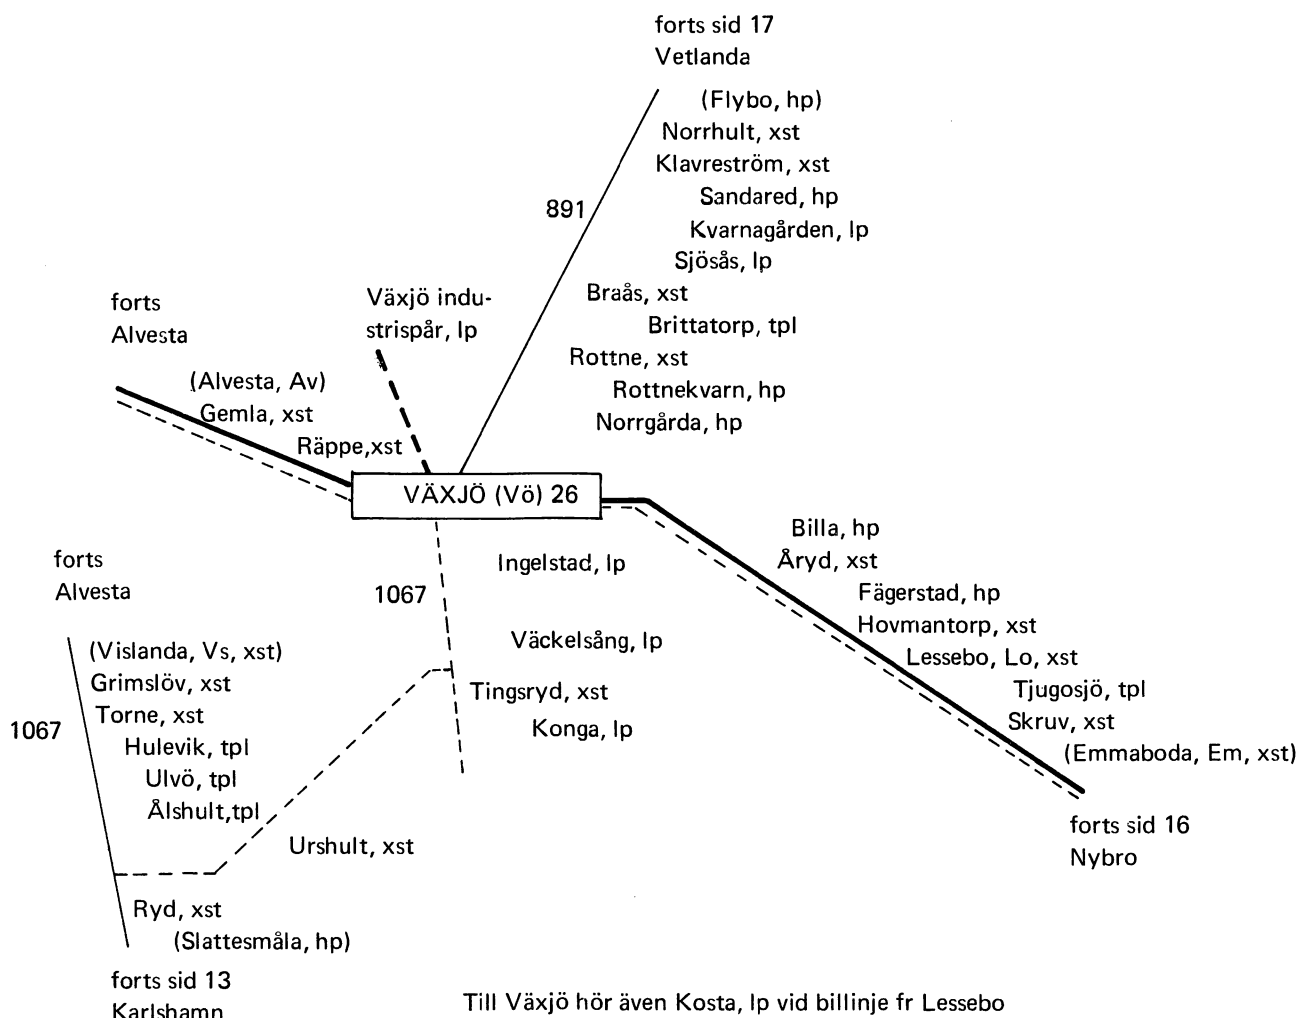 forts sid 17
Vetlanda
(Flybo, hp)
Norrhult, xst
Klavreström, xst
Sandared, hp
891
Kvarnagården, lp
Sjösås, lp
Braås, xst
Brittatorp, tpl
Rottne, xst
Rottnekvarn, hp
Norrgårda, hp
Växjö indu-
strispår, lp
forts
Alvesta
(Alvesta, Av)
Gemla, xst
Räppe,xst
VÄXJÖ (Vö) 26
Billa, hp
Åryd, xst
Fägerstad, hp
Hovmantorp, xst
Lessebo, Lo, xst
Tjugosjö, tpl
Skruv, xst
(Emmaboda, Em, xst)
forts sid 16
Nybro
Ingelstad, lp
1067
Väckelsång, lp
Tingsryd, xst
Konga, lp
forts
Alvesta
(Vislanda, Vs, xst)
Grimslöv, xst
Torne, xst
1067
Hulevik, tpl
Ulvö, tpl
Ålshult,tpl
Urshult, xst
Ryd, xst
(Slattesmåla, hp)
forts sid 13
Karlshamn
Till Växjö hör även Kosta, lp vid billinje fr Lessebo